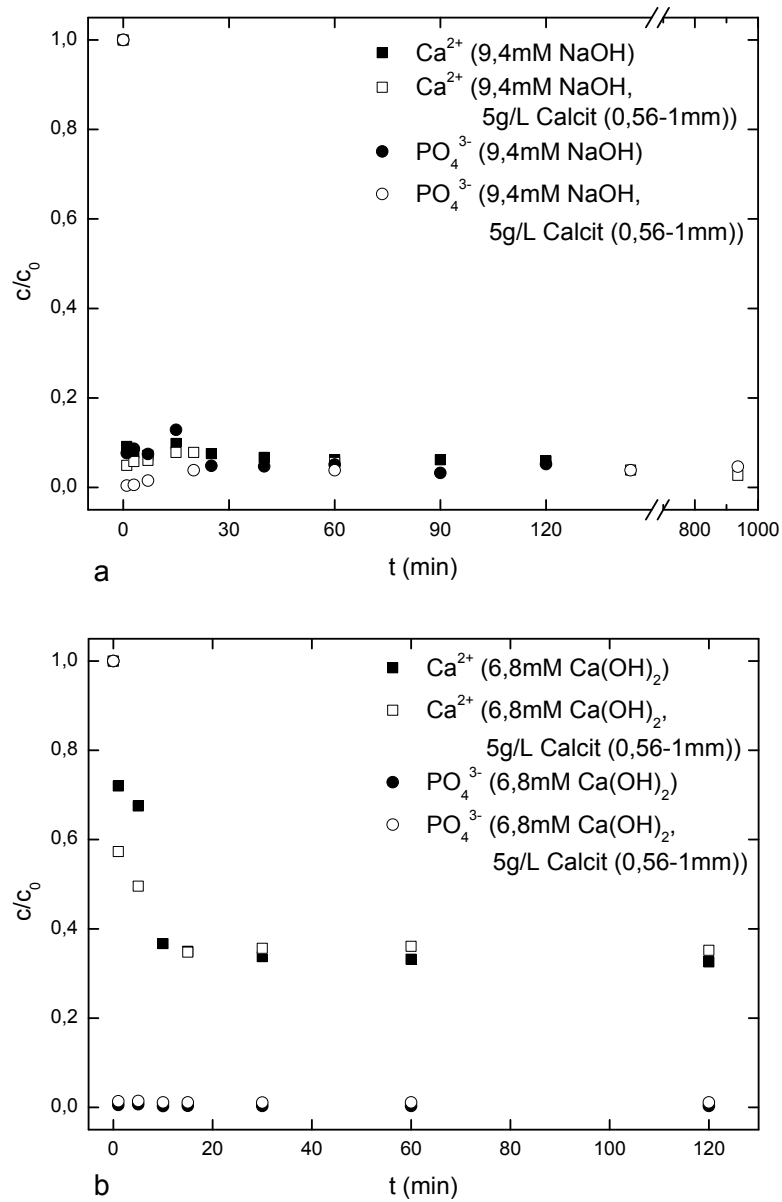 1,0
0,8
0,6
0,4
0,2
0,0
c/c₀
Ca²⁺ (9,4mM NaOH)
Ca²⁺ (9,4mM NaOH,
5g/L Calcit (0,56-1mm))
PO₄³⁻ (9,4mM NaOH)
PO₄³⁻ (9,4mM NaOH,
5g/L Calcit (0,56-1mm))
0 30 60 90 120 800 1000
a
t (min)
1,0
0,8
0,6
0,4
0,2
0,0
c/c₀
Ca²⁺ (6,8mM Ca(OH)₂)
Ca²⁺ (6,8mM Ca(OH)₂,
5g/L Calcit (0,56-1mm))
PO₄³⁻ (6,8mM Ca(OH)₂)
PO₄³⁻ (6,8mM Ca(OH)₂,
5g/L Calcit (0,56-1mm))
0 20 40 60 80 100 120
b
t (min)